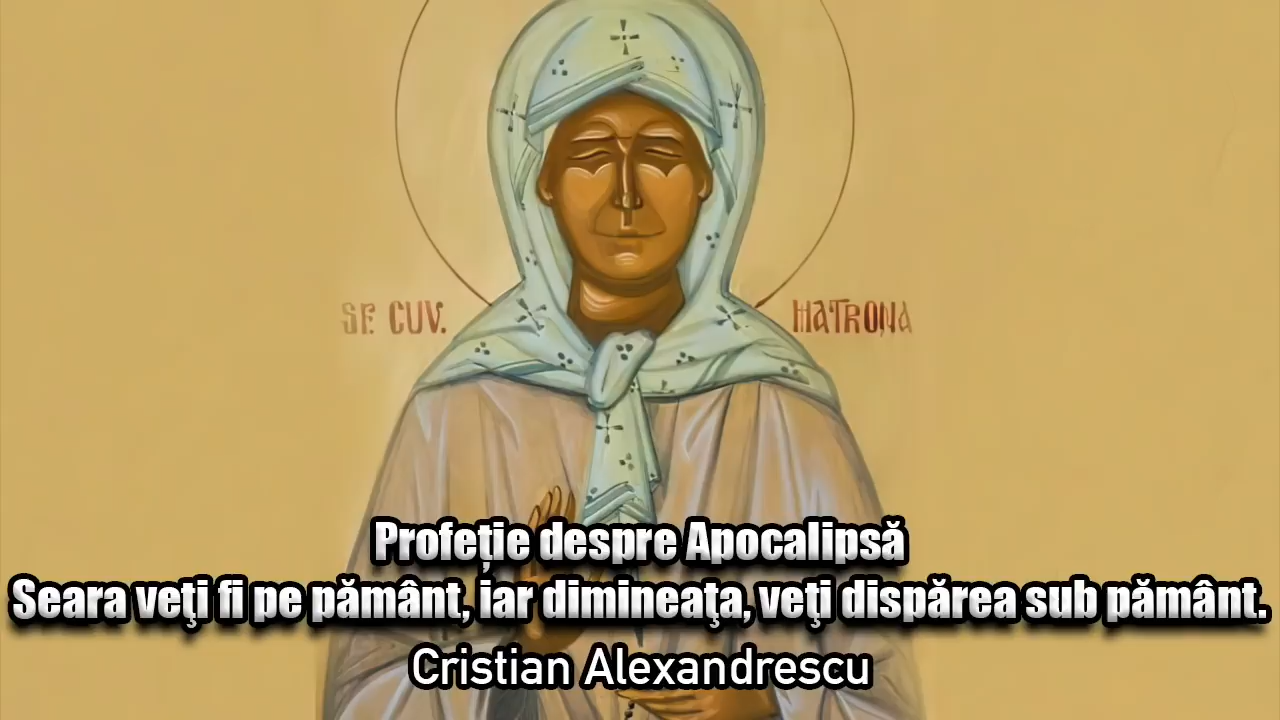 SF. CUV. MATRONA
Profeție despre Apocalipsă
Seara veţi fi pe pământ, iar dimineaţa, veţi dispărea sub pământ.
Cristian Alexandrescu